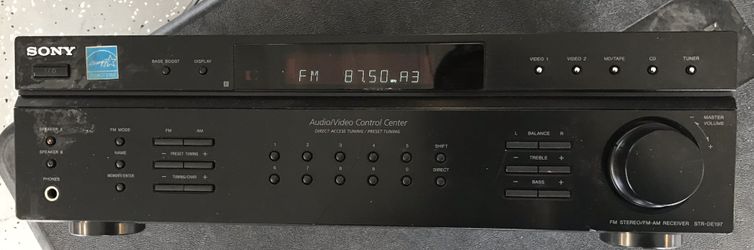 SONY
I/⏻
BASS BOOST DISPLAY
FM 87.50 A3
VIDEO 1 VIDEO 2 MD/TAPE CD TUNER
Audio/Video Control Center
DIRECT ACCESS TUNING / PRESET TUNING
SPEAKER A
FM MODE
FM AM
SPEAKER B
NAME
- PRESET TUNING +
PHONES
MEMORY/ENTER
- TUNING/CHAR +
1 2 3 4 5 SHIFT
6 7 8 9 0 DIRECT
L BALANCE R
- TREBLE +
- BASS +
- MASTER VOLUME +
FM STEREO/FM-AM RECEIVER STR-DE197